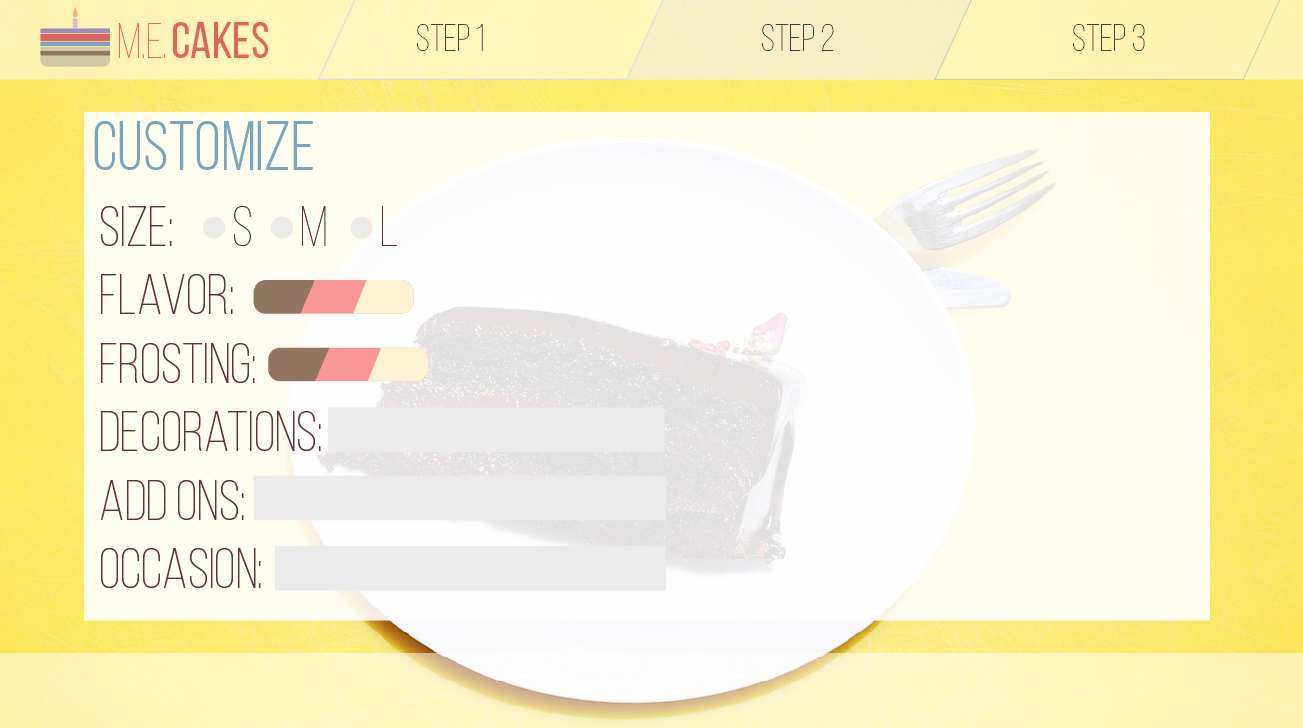 M.E. CAKES
STEP 1
STEP 2
STEP 3
CUSTOMIZE
SIZE: S M L
FLAVOR:
FROSTING:
DECORATIONS:
ADD ONS:
OCCASION: